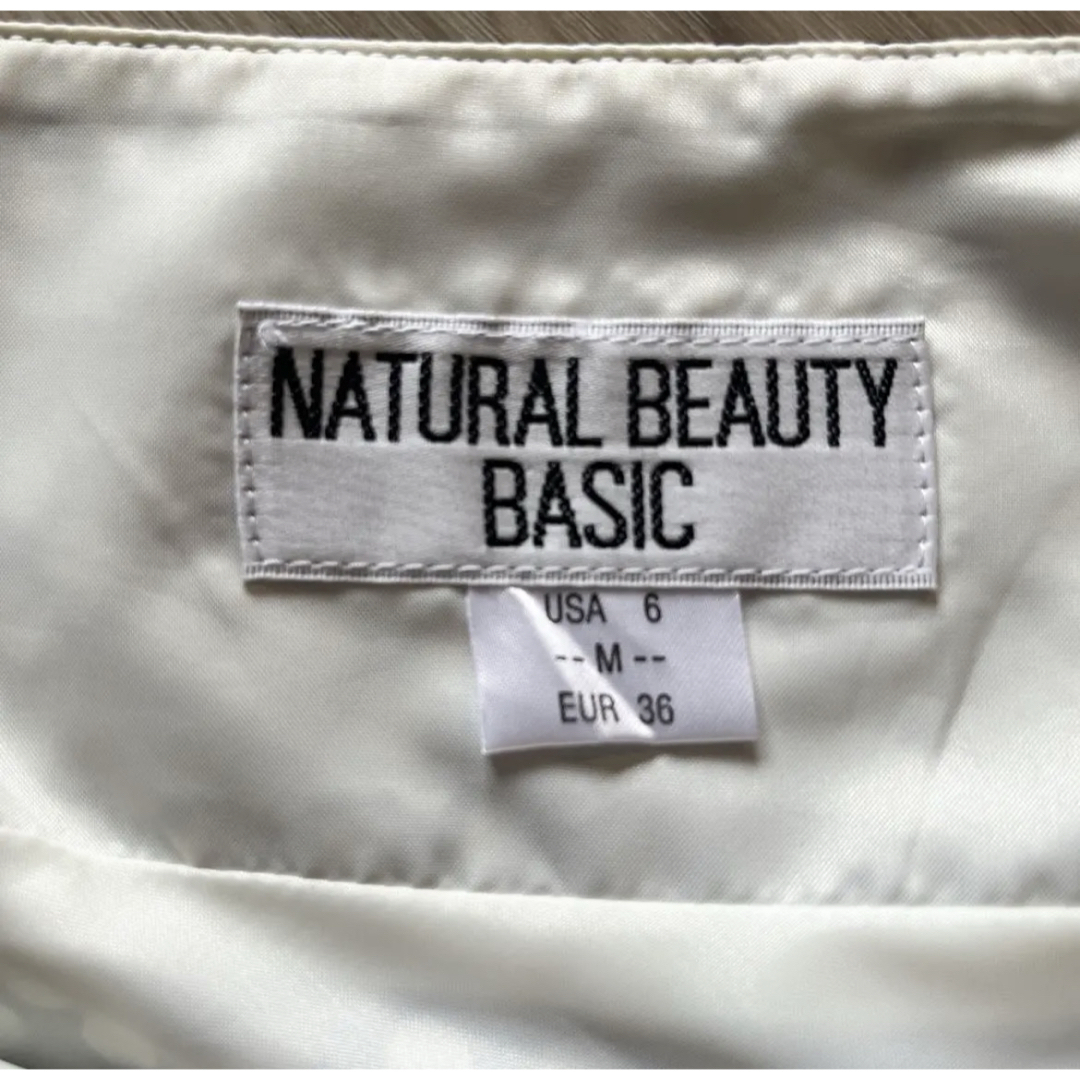 NATURAL BEAUTY
BASIC
USA 6
-- M --
EUR 36